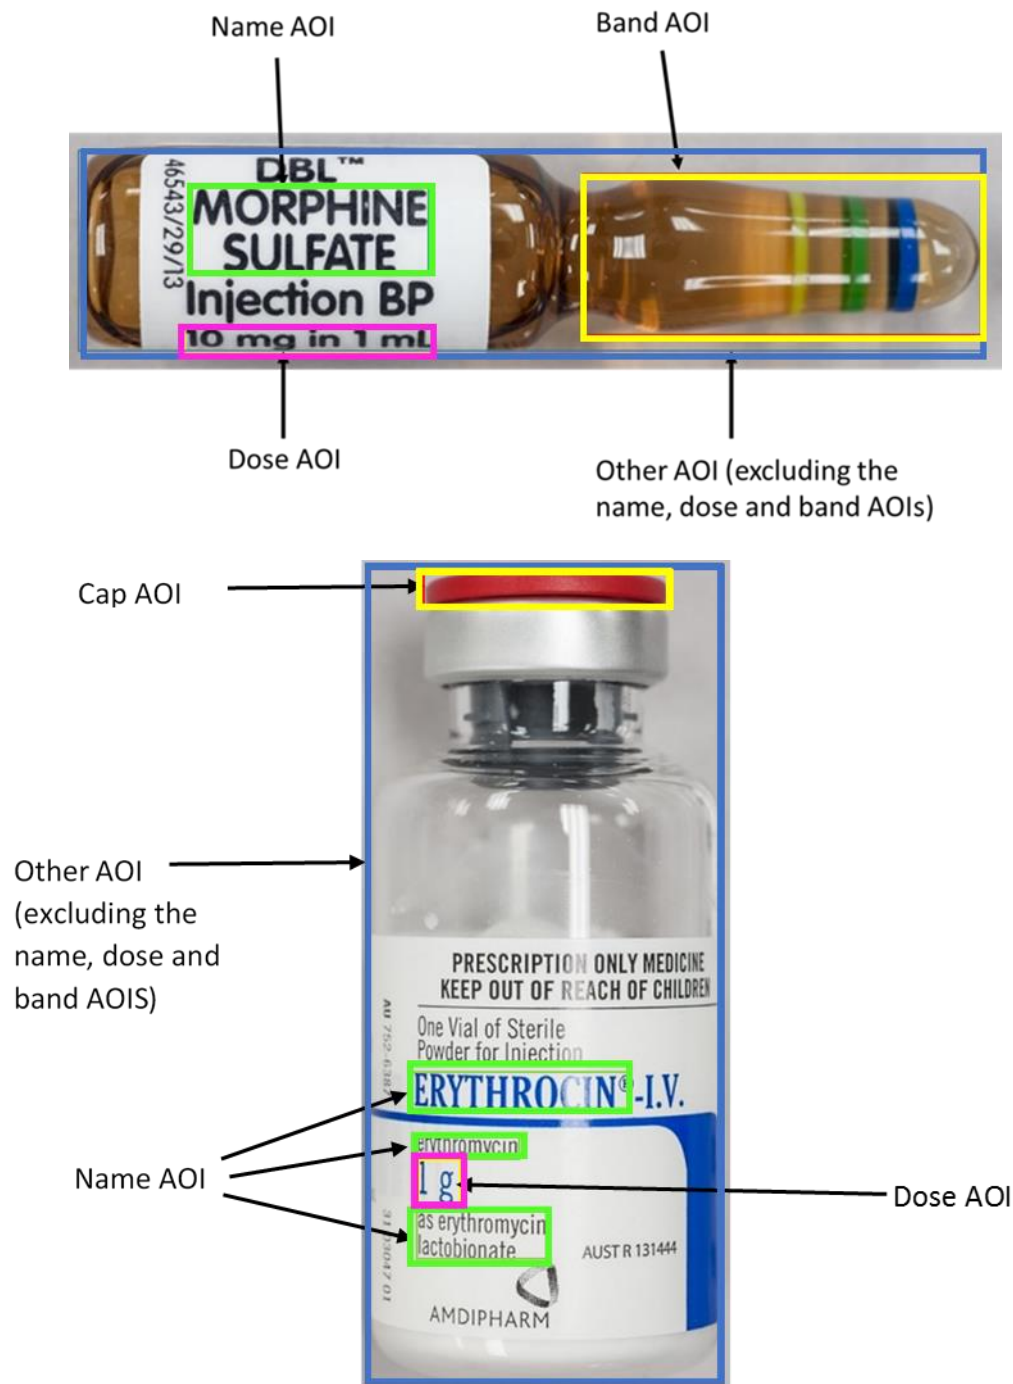 Name AOI
Band AOI
46543/29/13
DBL™
MORPHINE
SULFATE
Injection BP
10 mg in 1 mL
Dose AOI
Other AOI (excluding the
name, dose and band AOIs)
Cap AOI
Other AOI
(excluding the
name, dose and
band AOIS)
PRESCRIPTION ONLY MEDICINE
KEEP OUT OF REACH OF CHILDREN
AU 752-6387
One Vial of Sterile
Powder for Injection
ERYTHROCIN®-I.V.
erythromycin
1 g
Name AOI
Dose AOI
as erythromycin
lactobionate
AUST R 131444
AMDIPHARM